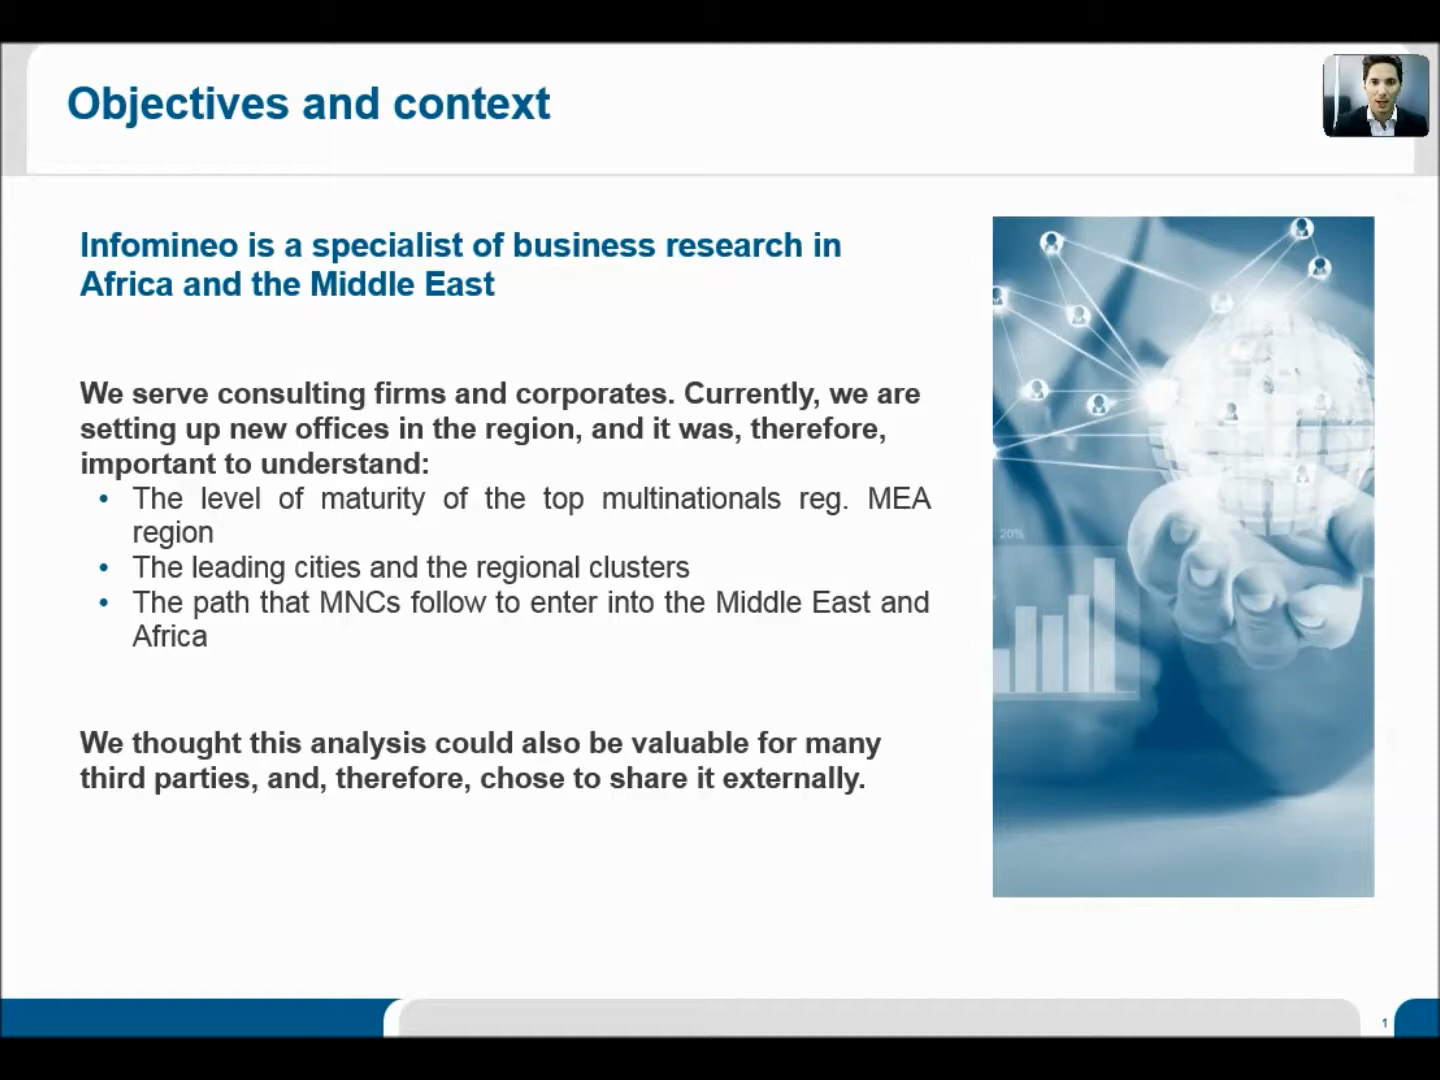 Objectives and context
Infomineo is a specialist of business research in
Africa and the Middle East
We serve consulting firms and corporates. Currently, we are
setting up new offices in the region, and it was, therefore,
important to understand:
• The level of maturity of the top multinationals reg. MEA
region
• The leading cities and the regional clusters
• The path that MNCs follow to enter into the Middle East and
Africa
We thought this analysis could also be valuable for many
third parties, and, therefore, chose to share it externally.
20%
1